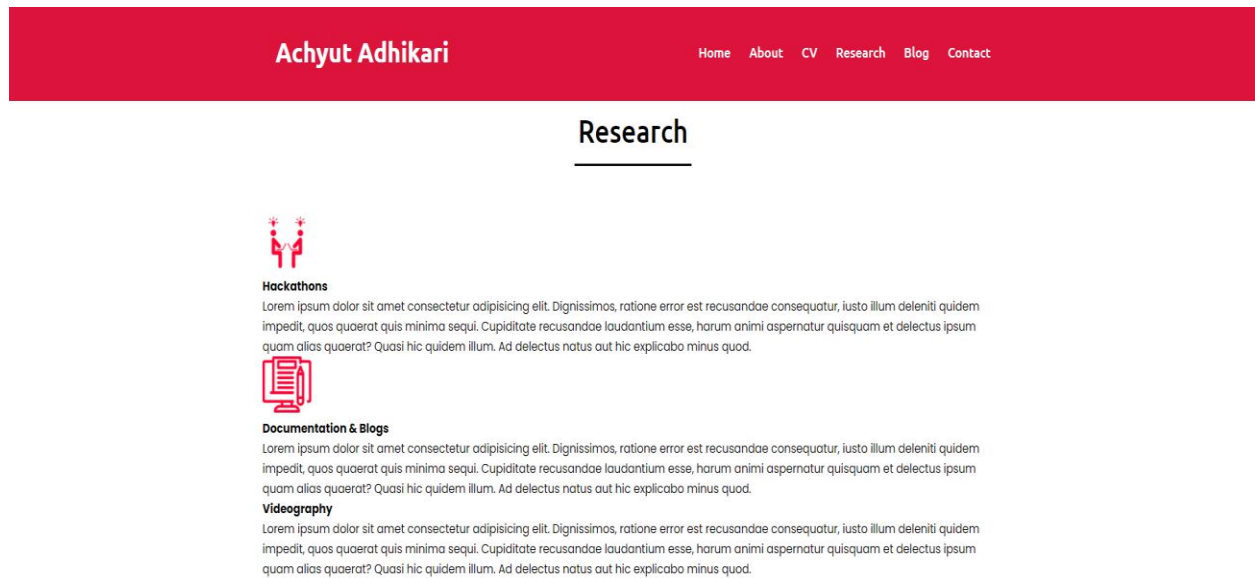 Achyut Adhikari
Home About CV Research Blog Contact
Research
Hackathons
Lorem ipsum dolor sit amet consectetur adipisicing elit. Dignissimos, ratione error est recusandae consequatur, iusto illum deleniti quidem
impedit, quos quaerat quis minima sequi. Cupiditate recusandae laudantium esse, harum animi aspernatur quisquam et delectus ipsum
quam alias quaerat? Quasi hic quidem illum. Ad delectus natus aut hic explicabo minus quod.
Documentation & Blogs
Lorem ipsum dolor sit amet consectetur adipisicing elit. Dignissimos, ratione error est recusandae consequatur, iusto illum deleniti quidem
impedit, quos quaerat quis minima sequi. Cupiditate recusandae laudantium esse, harum animi aspernatur quisquam et delectus ipsum
quam alias quaerat? Quasi hic quidem illum. Ad delectus natus aut hic explicabo minus quod.
Videography
Lorem ipsum dolor sit amet consectetur adipisicing elit. Dignissimos, ratione error est recusandae consequatur, iusto illum deleniti quidem
impedit, quos quaerat quis minima sequi. Cupiditate recusandae laudantium esse, harum animi aspernatur quisquam et delectus ipsum
quam alias quaerat? Quasi hic quidem illum. Ad delectus natus aut hic explicabo minus quod.